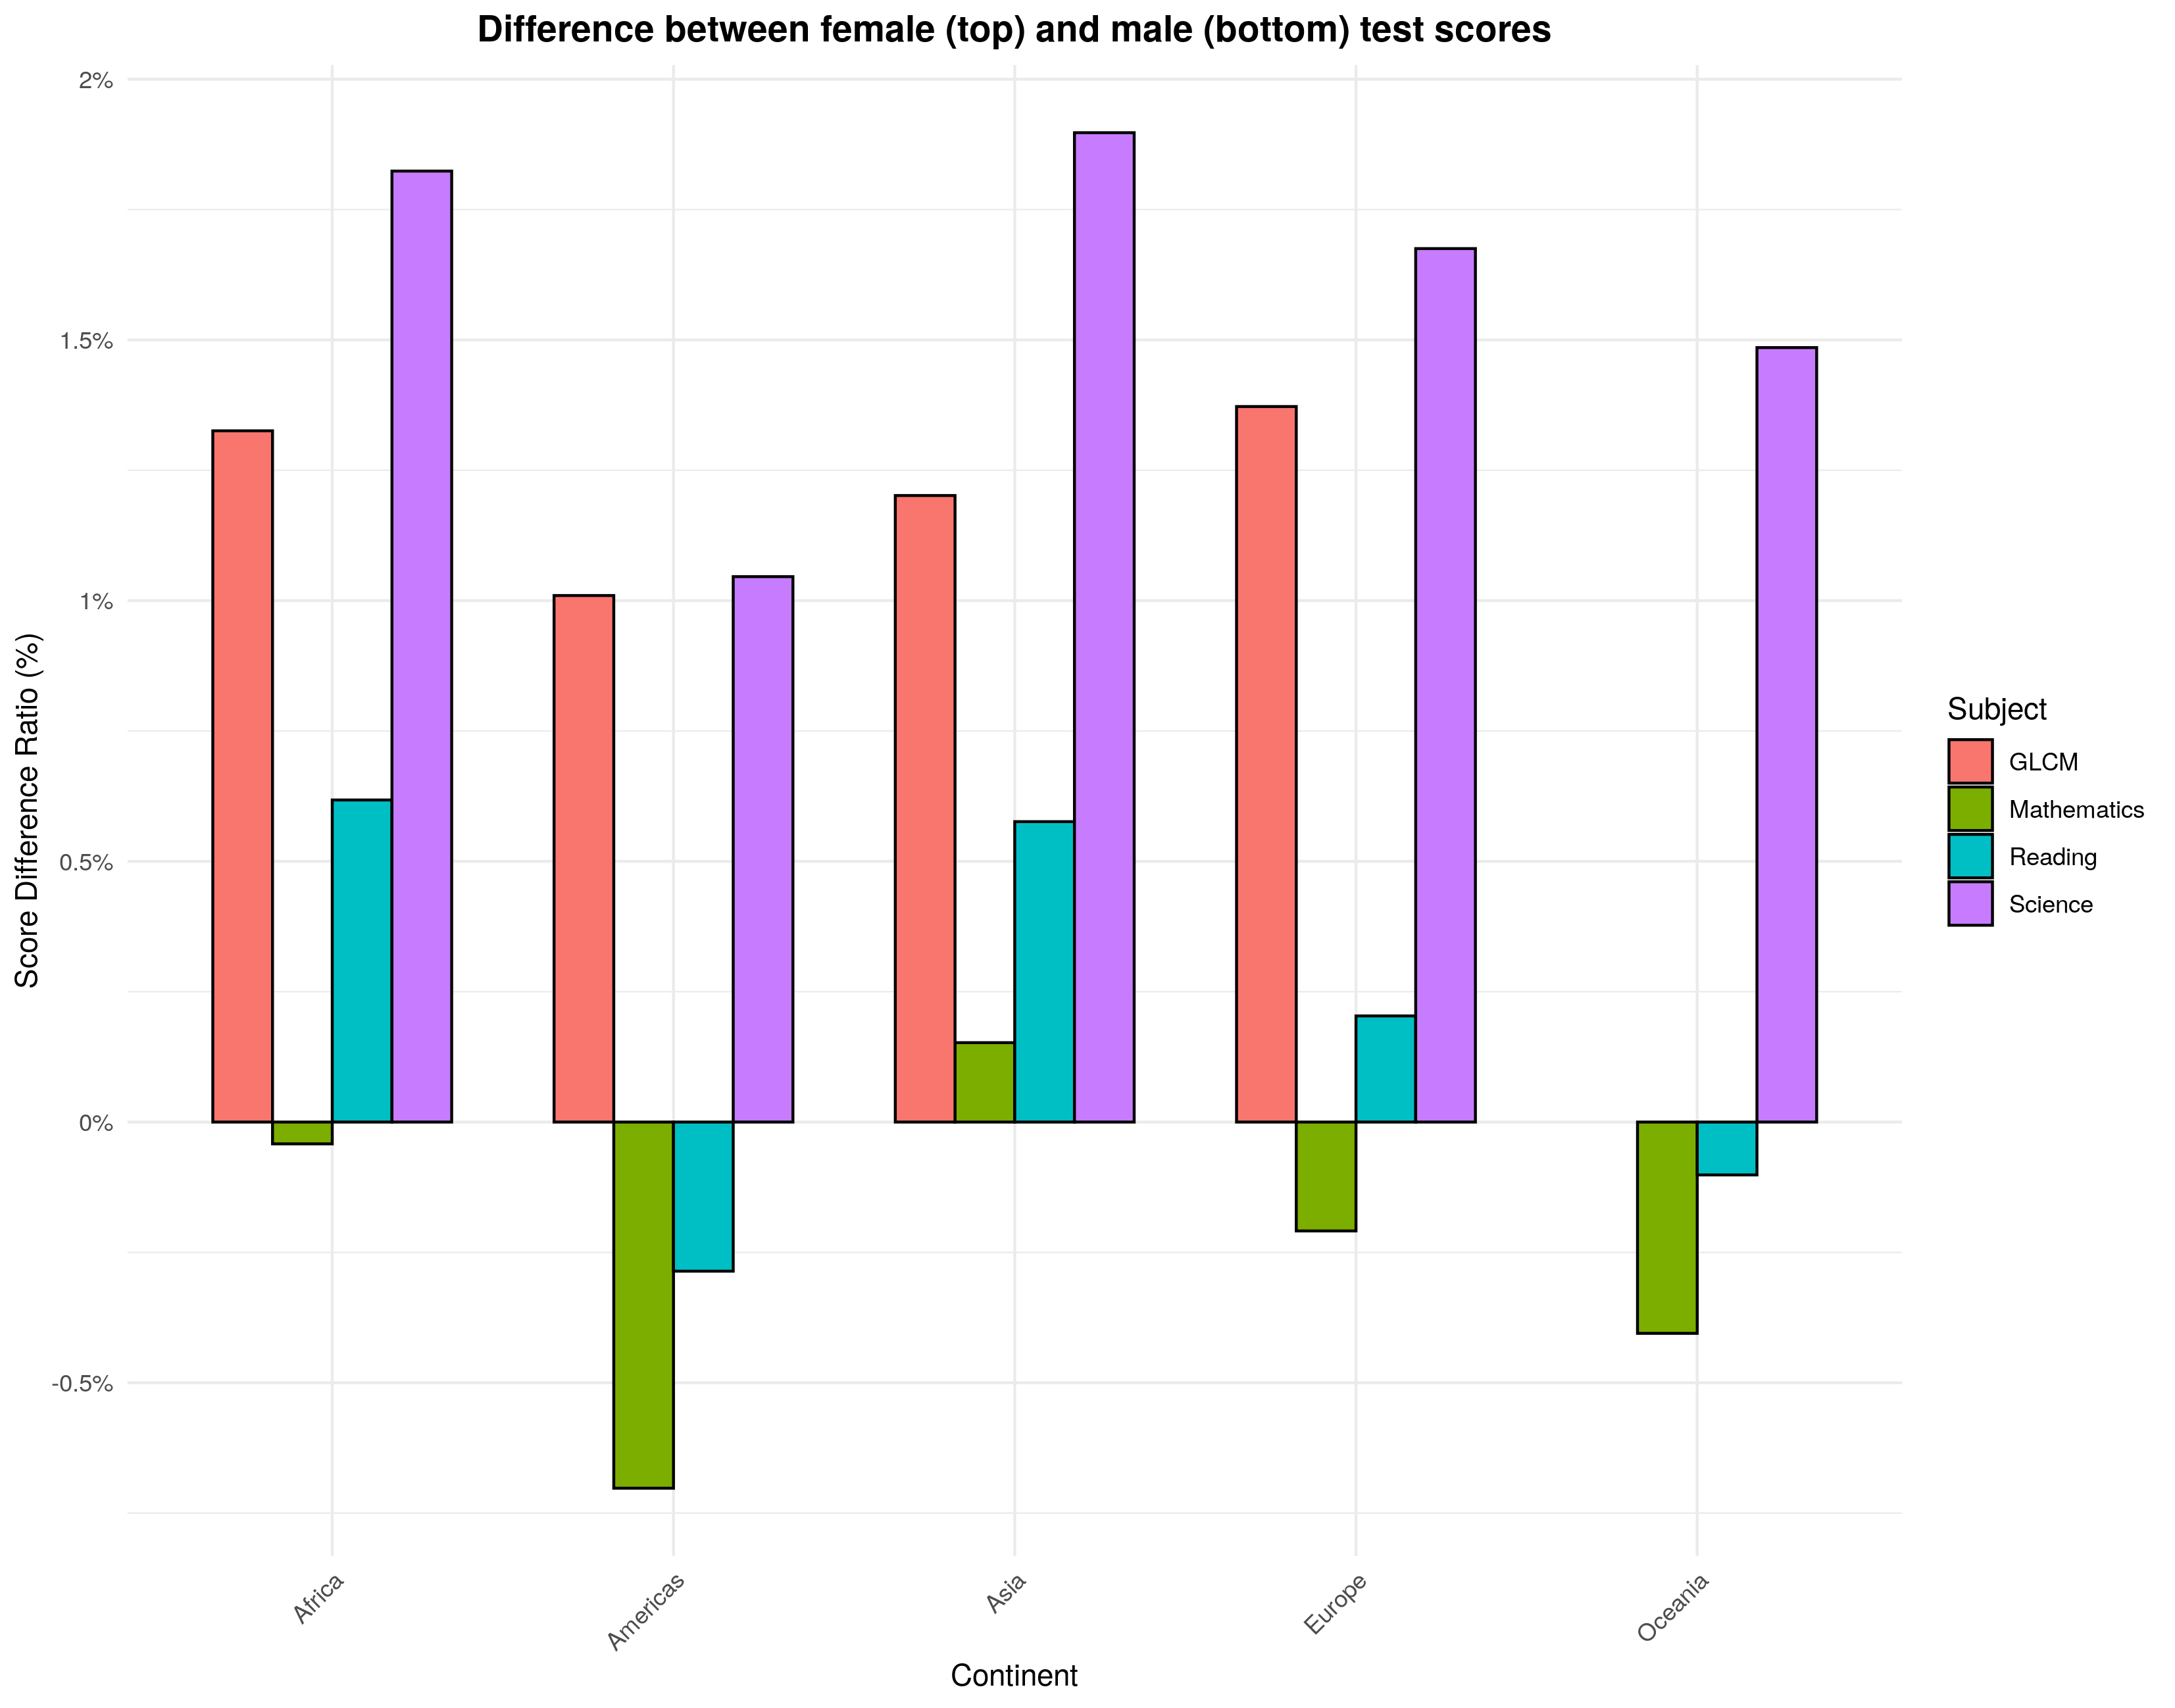 Difference between female (top) and male (bottom) test scores
2%
1.5%
1%
0.5%
0%
-0.5%
Score Difference Ratio (%)
Africa
Americas
Asia
Europe
Oceania
Continent
Subject
GLCM
Mathematics
Reading
Science